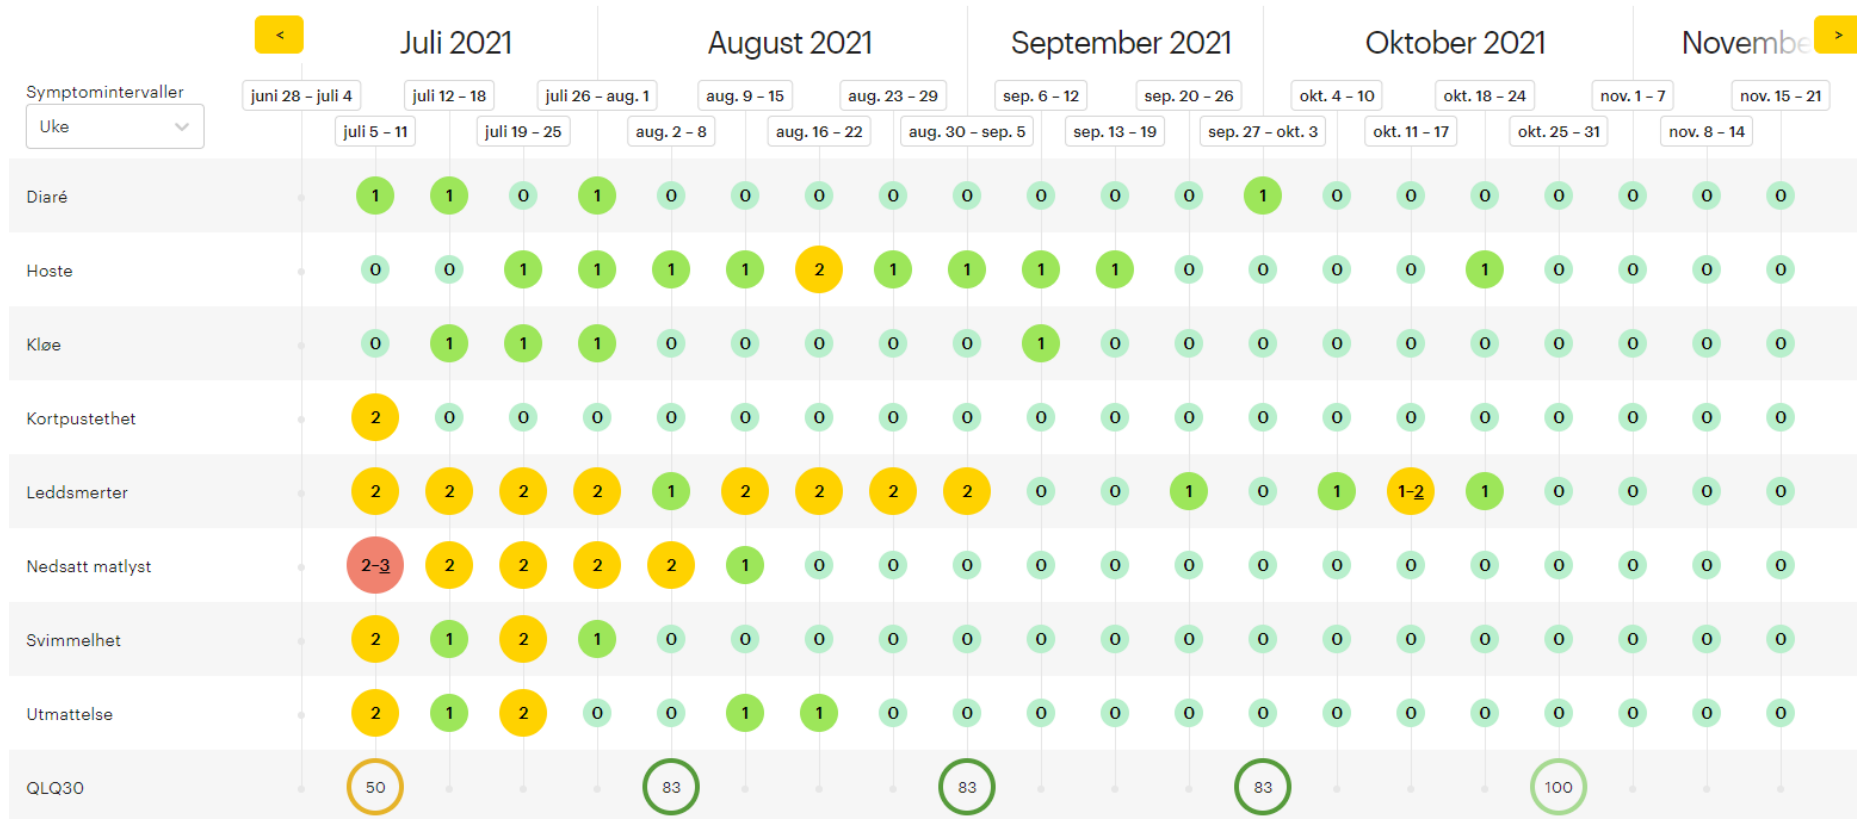 <
Juli 2021 August 2021 September 2021 Oktober 2021 Novembe
>
Symptomintervaller
Uke
juni 28 – juli 4 juli 12 – 18 juli 26 – aug. 1 aug. 9 – 15 aug. 23 – 29 sep. 6 – 12 sep. 20 – 26 okt. 4 – 10 okt. 18 – 24 nov. 1 – 7 nov. 15 – 21
juli 5 – 11 juli 19 – 25 aug. 2 – 8 aug. 16 – 22 aug. 30 – sep. 5 sep. 13 – 19 sep. 27 – okt. 3 okt. 11 – 17 okt. 25 – 31 nov. 8 – 14
Diaré 1 1 0 1 0 0 0 0 0 0 0 0 1 0 0 0 0 0 0 0
Hoste 0 0 1 1 1 1 2 1 1 1 1 0 0 0 0 1 0 0 0 0
Kløe 0 1 1 1 0 0 0 0 0 1 0 0 0 0 0 0 0 0 0 0
Kortpustethet 2 0 0 0 0 0 0 0 0 0 0 0 0 0 0 0 0 0 0 0
Leddsmerter 2 2 2 2 1 2 2 2 2 0 0 1 0 1 1–2 1 0 0 0 0
Nedsatt matlyst 2–3 2 2 2 2 1 0 0 0 0 0 0 0 0 0 0 0 0 0 0
Svimmelhet 2 1 2 1 0 0 0 0 0 0 0 0 0 0 0 0 0 0 0 0
Utmattelse 2 1 2 0 0 1 1 0 0 0 0 0 0 0 0 0 0 0 0 0
QLQ30 50 83 83 83 100